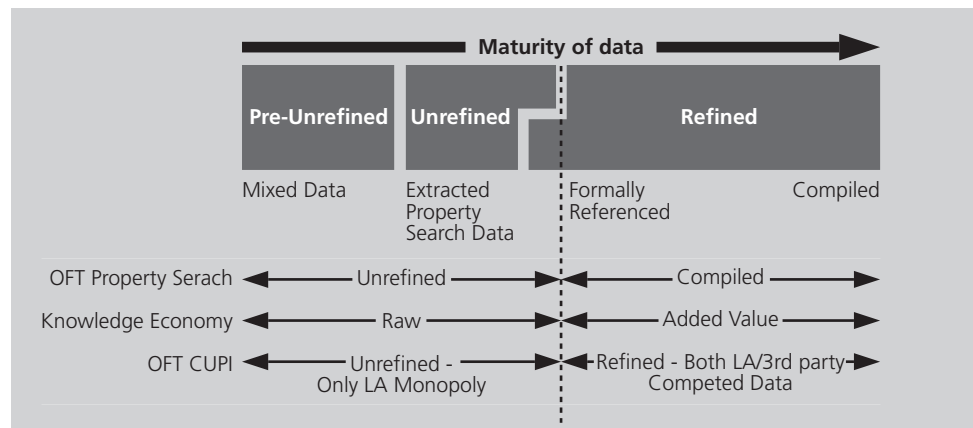 Maturity of data
Pre-Unrefined
Unrefined
Refined
Mixed Data
Extracted
Property
Search Data
Formally
Referenced
Compiled
OFT Property Serach
Unrefined
Compiled
Knowledge Economy
Raw
Added Value
OFT CUPI
Unrefined -
Only LA Monopoly
Refined - Both LA/3rd party
Competed Data